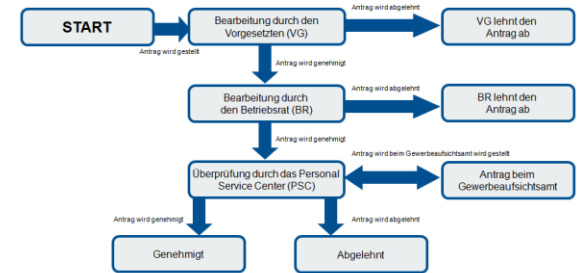 Antrag wird abgelehnt
START
Bearbeitung durch den
Vorgesetzten (VG)
VG lehnt den
Antrag ab
Antrag wird gestellt
Antrag wird genehmigt
Antrag wird abgelehnt
Bearbeitung durch
den Betriebsrat (BR)
BR lehnt den
Antrag ab
Antrag wird genehmigt
Antrag wird beim Gewerbeaufsichtsamt wird gestellt
Überprüfung durch das Personal
Service Center (PSC)
Antrag beim
Gewerbeaufsichtsamt
Antrag wird genehmigt
Antrag wird abgelehnt
Genehmigt
Abgelehnt